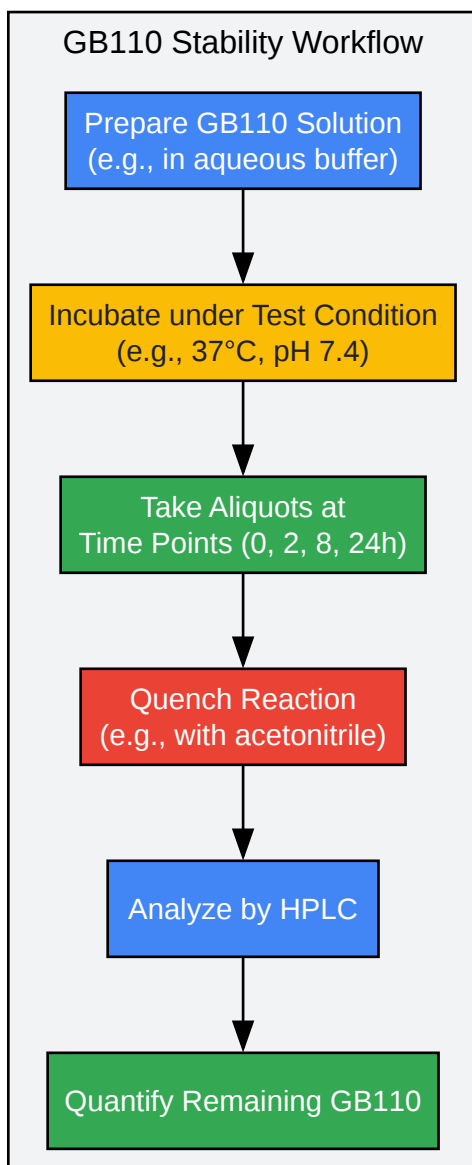 GB110 Stability Workflow
Prepare GB110 Solution
(e.g., in aqueous buffer)
Incubate under Test Condition
(e.g., 37°C, pH 7.4)
Take Aliquots at
Time Points (0, 2, 8, 24h)
Quench Reaction
(e.g., with acetonitrile)
Analyze by HPLC
Quantify Remaining GB110